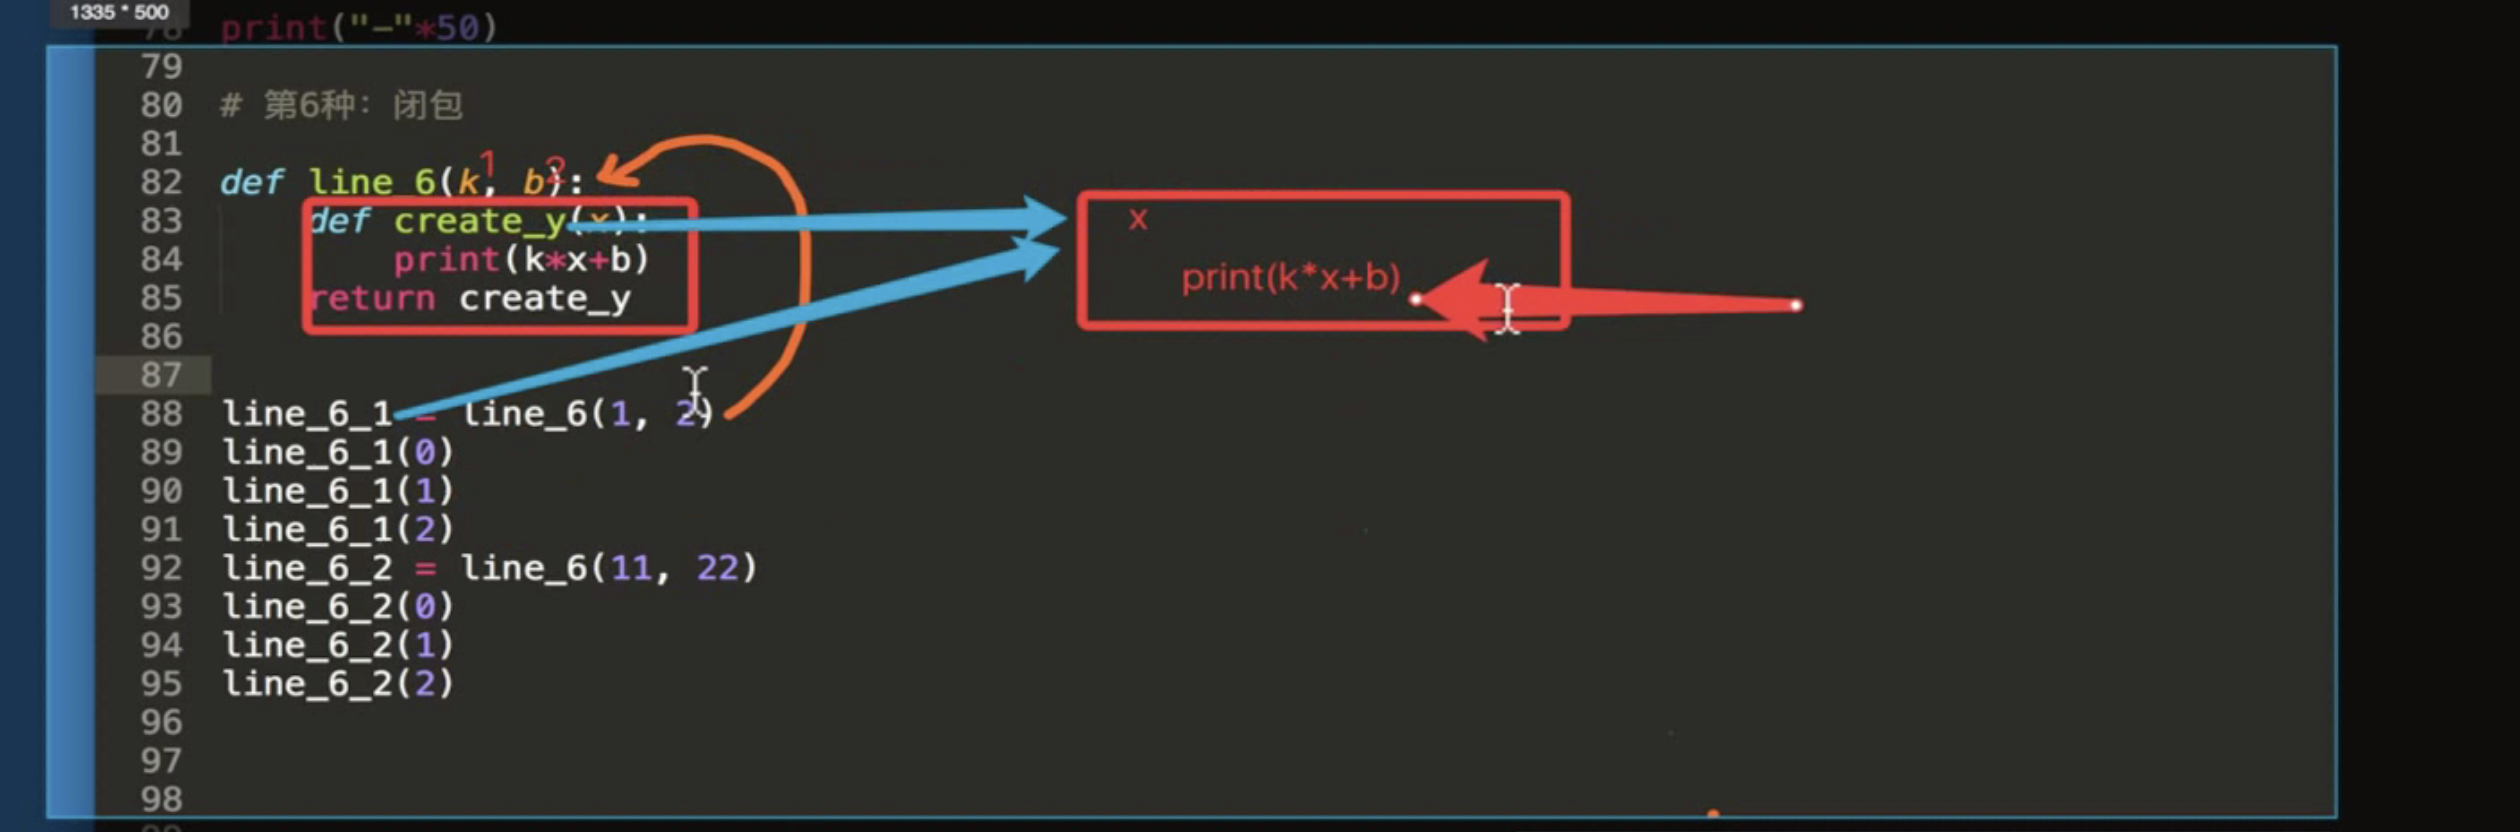 1335 * 500
78 print("—"*50)
79
80 # 第6种：闭包
81
1 2
82 def line_6(k, b):
83 def create_y(x): x
84 print(k*x+b) print(k*x+b)
85 return create_y
86
87
88 line_6_1 = line_6(1, 2)
89 line_6_1(0)
90 line_6_1(1)
91 line_6_1(2)
92 line_6_2 = line_6(11, 22)
93 line_6_2(0)
94 line_6_2(1)
95 line_6_2(2)
96
97
98